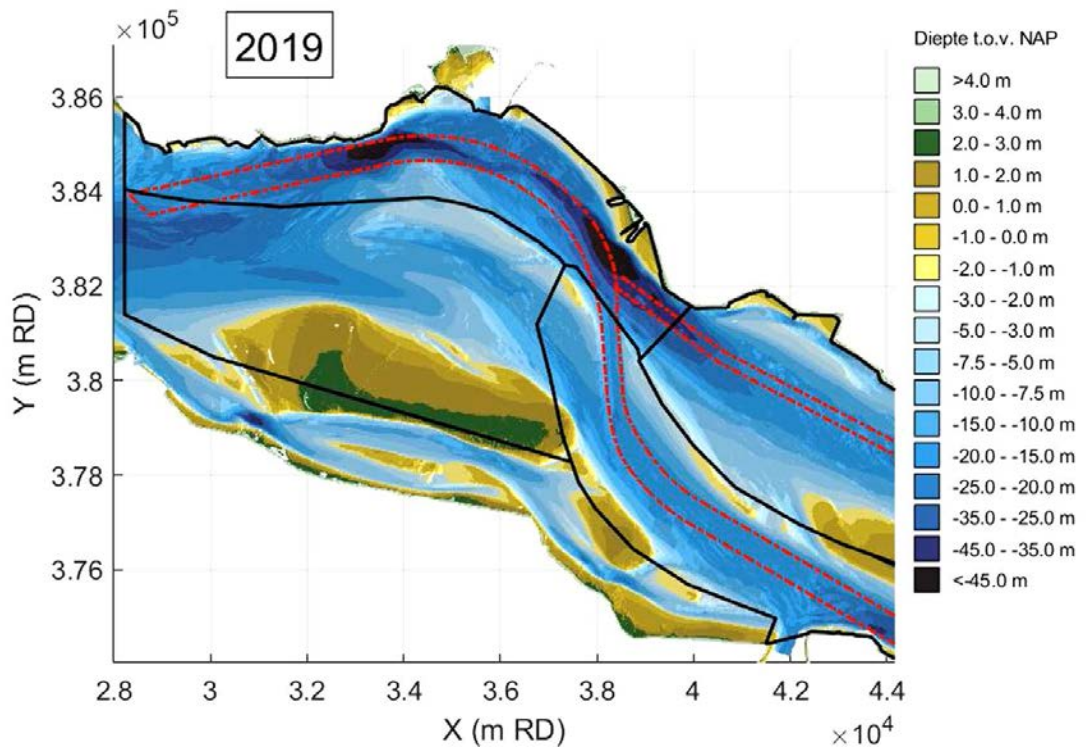 × 10⁵
2019
3.86
3.84
3.82
3.8
3.78
3.76
Y (m RD)
2.8
3
3.2
3.4
3.6
3.8
4
4.2
4.4
X (m RD)
× 10⁴
Diepte t.o.v. NAP
>4.0 m
3.0 - 4.0 m
2.0 - 3.0 m
1.0 - 2.0 m
0.0 - 1.0 m
-1.0 - 0.0 m
-2.0 - -1.0 m
-3.0 - -2.0 m
-5.0 - -3.0 m
-7.5 - -5.0 m
-10.0 - -7.5 m
-15.0 - -10.0 m
-20.0 - -15.0 m
-25.0 - -20.0 m
-35.0 - -25.0 m
-45.0 - -35.0 m
<-45.0 m